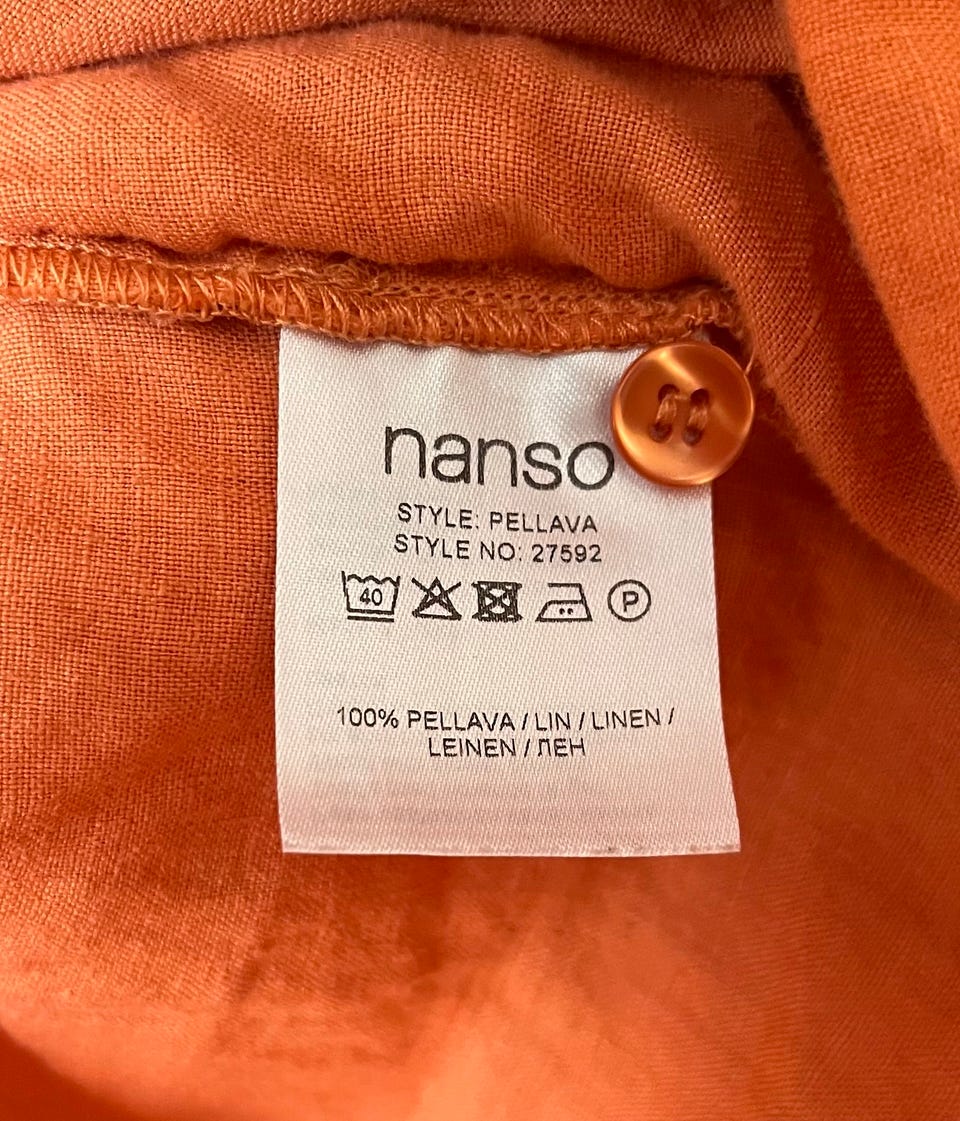 nanso
STYLE: PELLAVA
STYLE NO: 27592
40 P
100% PELLAVA / LIN / LINEN /
LEINEN / ЛЕН